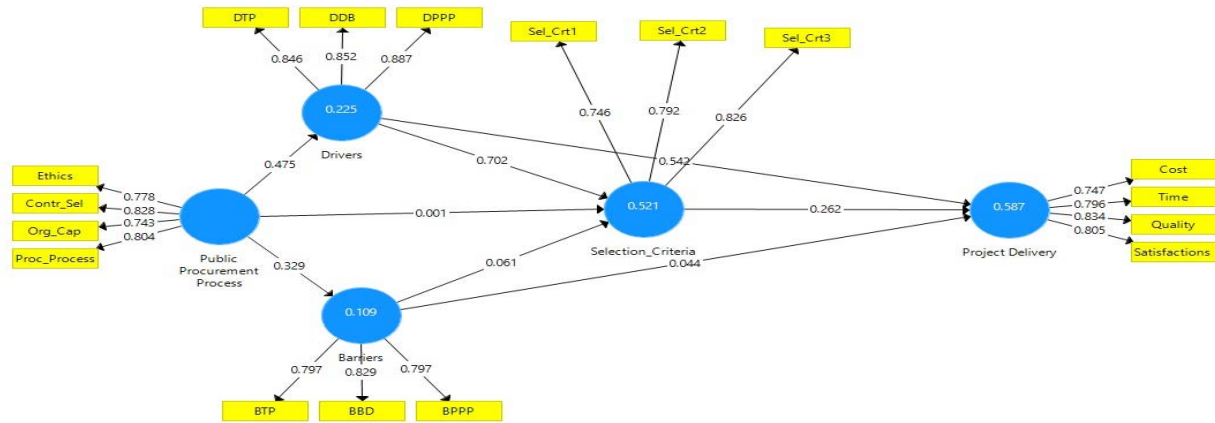 DTP
DDB
DPPP
Sel_Crt1
Sel_Crt2
Sel_Crt3
0.846
0.852
0.887
0.746
0.792
0.826
0.225
Drivers
0.475
0.702
0.542
Ethics
Contr_Sel
Org_Cap
Proc_Process
0.778
0.828
0.743
0.804
Public
Procurement
Process
0.001
0.521
Selection_Criteria
0.262
0.587
Project Delivery
0.747
0.796
0.834
0.805
Cost
Time
Quality
Satisfactions
0.329
0.061
0.044
0.109
Barriers
0.797
0.829
0.797
BTP
BBD
BPPP